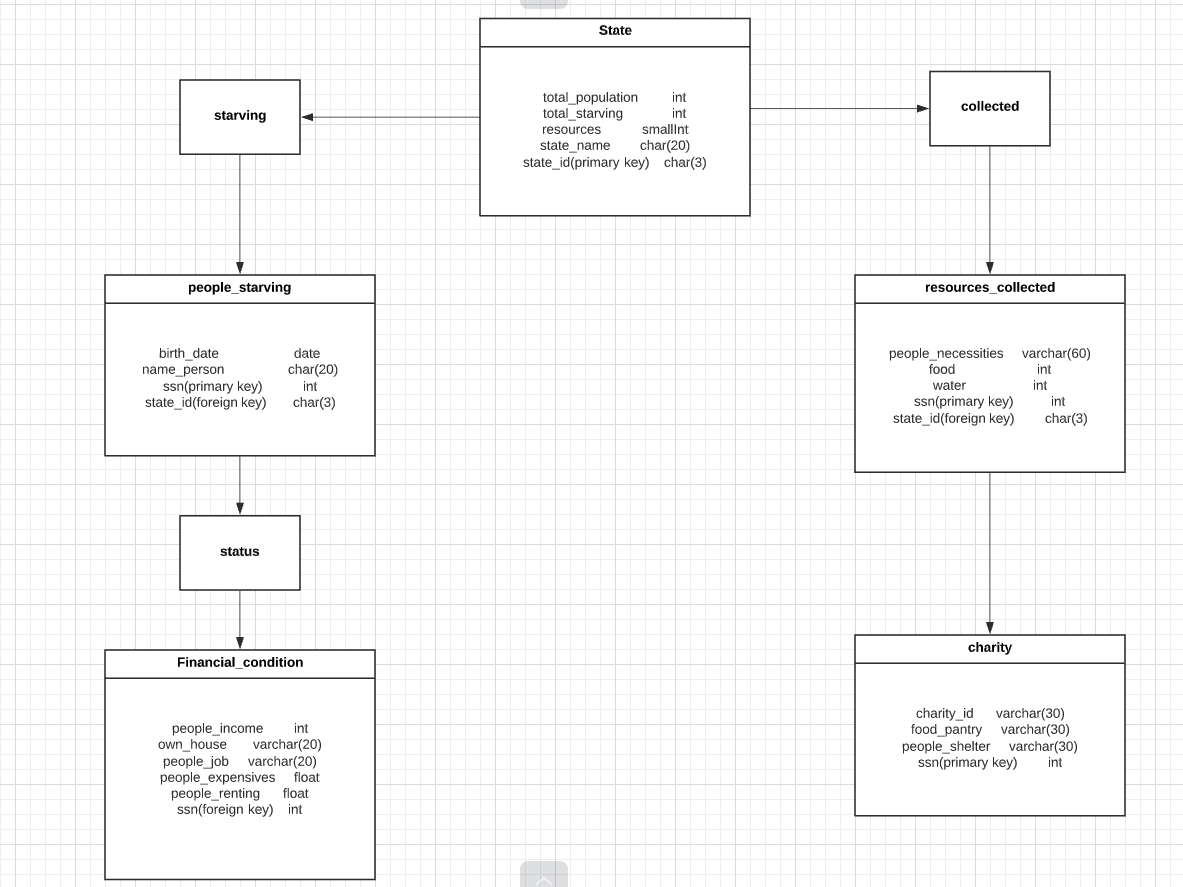 State
total_population int
total_starving int
resources smallInt
state_name char(20)
state_id(primary key) char(3)
starving
collected
people_starving
birth_date date
name_person char(20)
ssn(primary key) int
state_id(foreign key) char(3)
resources_collected
people_necessities varchar(60)
food int
water int
ssn(primary key) int
state_id(foreign key) char(3)
status
Financial_condition
people_income int
own_house varchar(20)
people_job varchar(20)
people_expensives float
people_renting float
ssn(foreign key) int
charity
charity_id varchar(30)
food_pantry varchar(30)
people_shelter varchar(30)
ssn(primary key) int